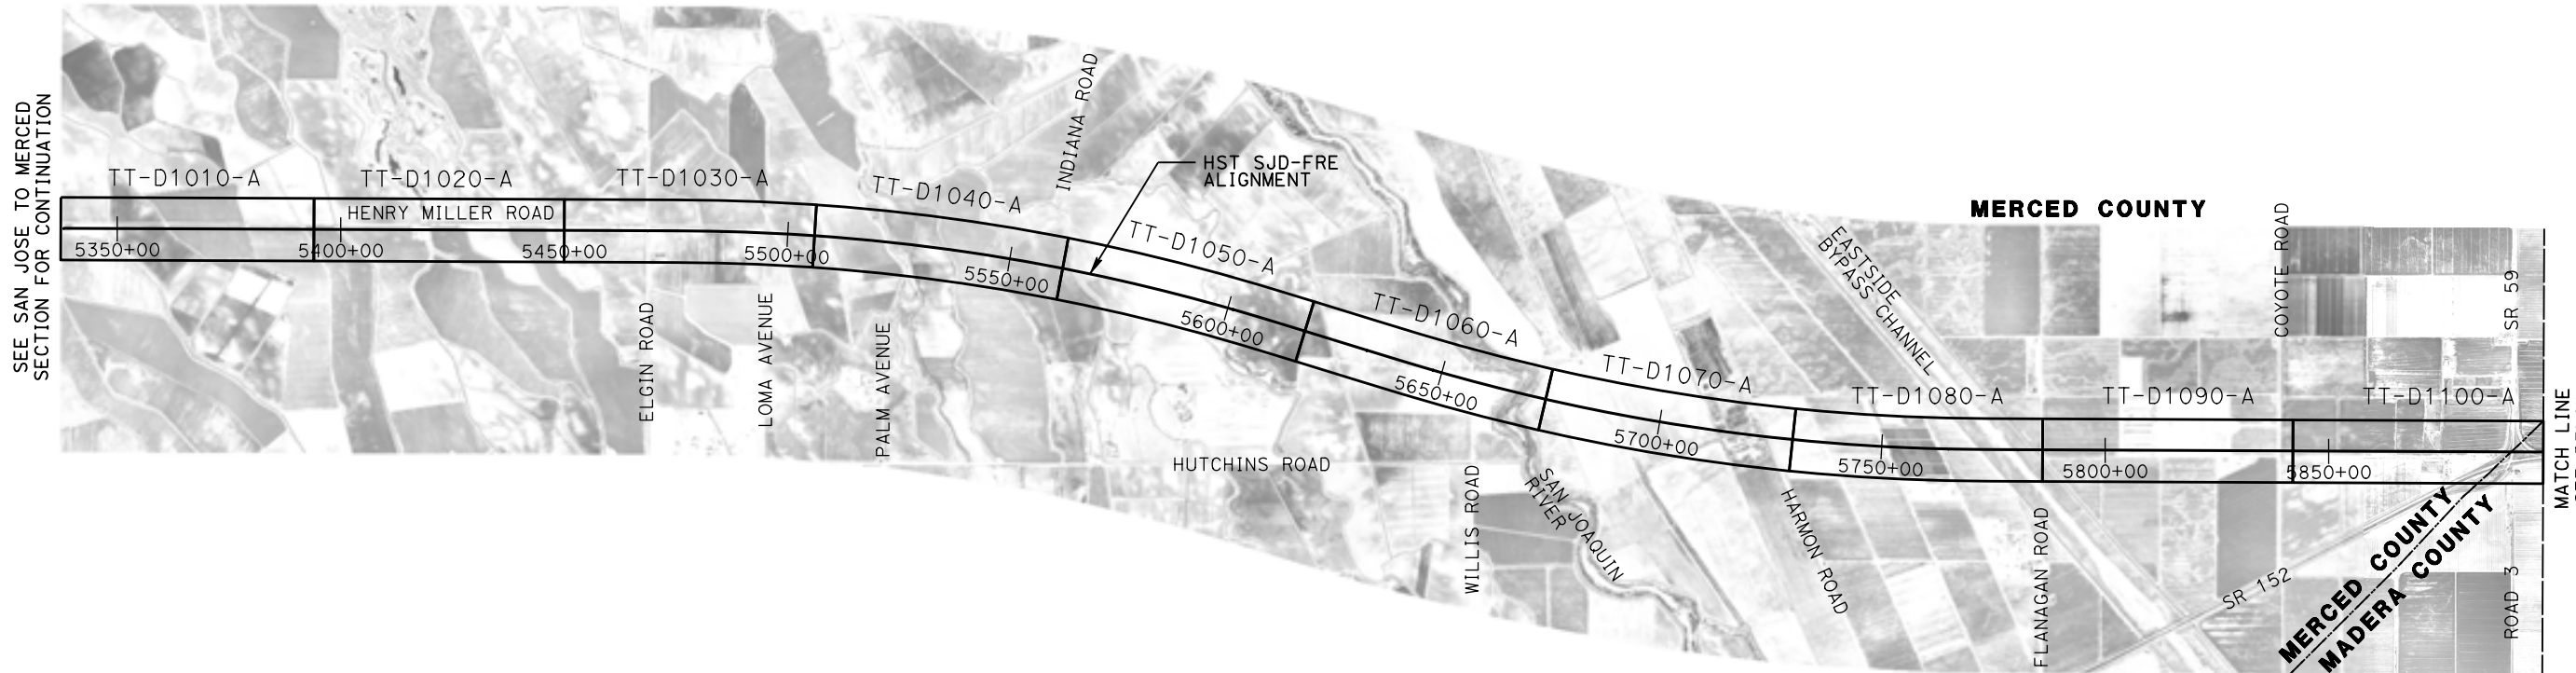 SEE SAN JOSE TO MERCED
SECTION FOR CONTINUATION
TT-D1010-A
TT-D1020-A
TT-D1030-A
TT-D1040-A
TT-D1050-A
TT-D1060-A
TT-D1070-A
TT-D1080-A
TT-D1090-A
TT-D1100-A
HENRY MILLER ROAD
5350+00
5400+00
5450+00
5500+00
5550+00
5600+00
5650+00
5700+00
5750+00
5800+00
5850+00
INDIANA ROAD
HST SJD-FRE
ALIGNMENT
ELGIN ROAD
LOMA AVENUE
PALM AVENUE
HUTCHINS ROAD
WILLIS ROAD
SAN JOAQUIN
RIVER
HARMON ROAD
EASTSIDE
BYPASS CHANNEL
MERCED COUNTY
COYOTE ROAD
SR 59
FLANAGAN ROAD
SR 152
MERCED COUNTY
MADERA COUNTY
ROAD 3
MATCH LINE